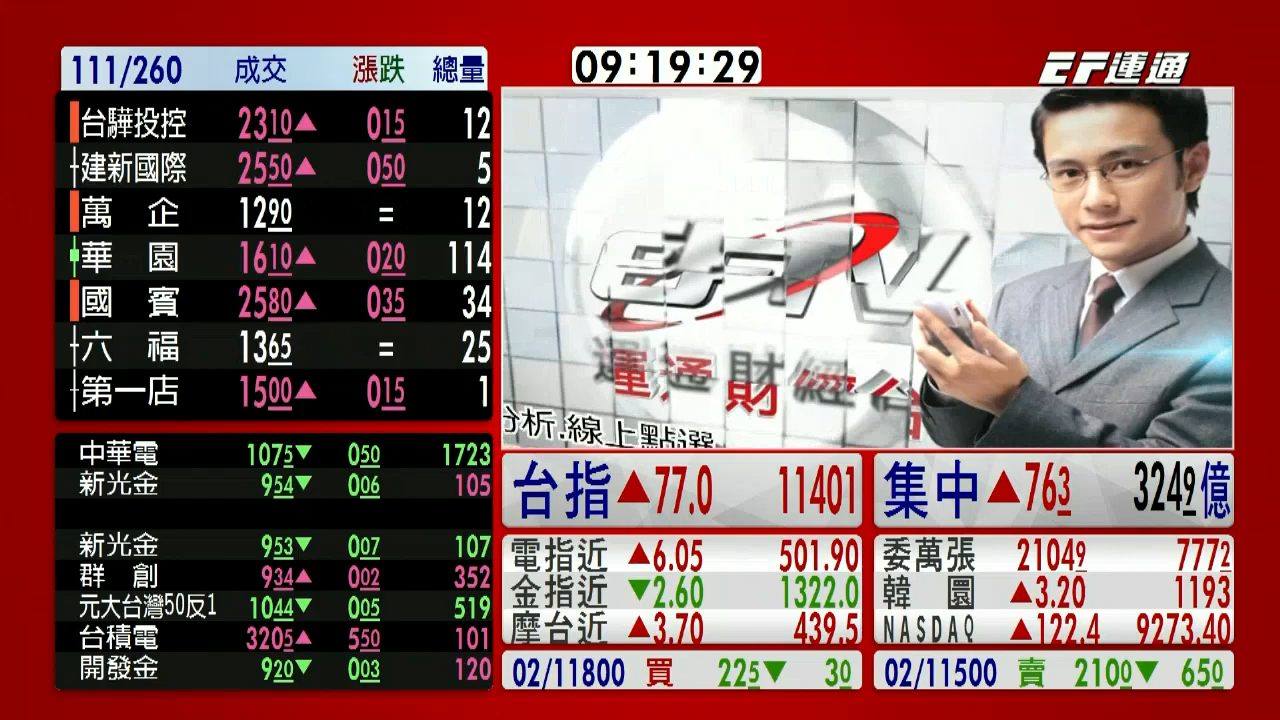 111/260 成交 漲跌 總量
台驊投控 2310▲ 015 12
建新國際 2550▲ 050 5
萬 企 1290 = 12
華 園 1610▲ 020 114
國 賓 2580▲ 035 34
六 福 1365 = 25
第一店 1500▲ 015 1
中華電 1075▼ 050 1723
新光金 954▼ 006 105
新光金 953▼ 007 107
群 創 934▲ 002 352
元大台灣50反1 1044▼ 005 519
台積電 3205▲ 550 101
開發金 920▼ 003 120
09:19:29
EF運通
運通財經台
分析.線上點選
台指▲77.0 11401
集中▲763 3249億
電指近 ▲6.05 501.90
金指近 ▼2.60 1322.0
摩台近 ▲3.70 439.5
委萬張 21049 7772
韓 圜 ▲3.20 1193
NASDAQ ▲122.4 9273.40
02/11800 買 225▼ 30
02/11500 賣 2100▼ 650